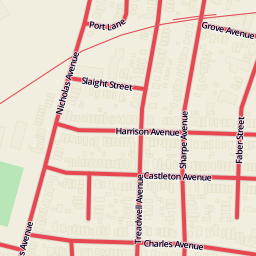 Port Lane
Grove Avenue
Nicholas Avenue
Slaight Street
Harrison Avenue
Sharpe Avenue
Faber Street
Castleton Avenue
Treadwell Avenue
s Avenue
Charles Avenue